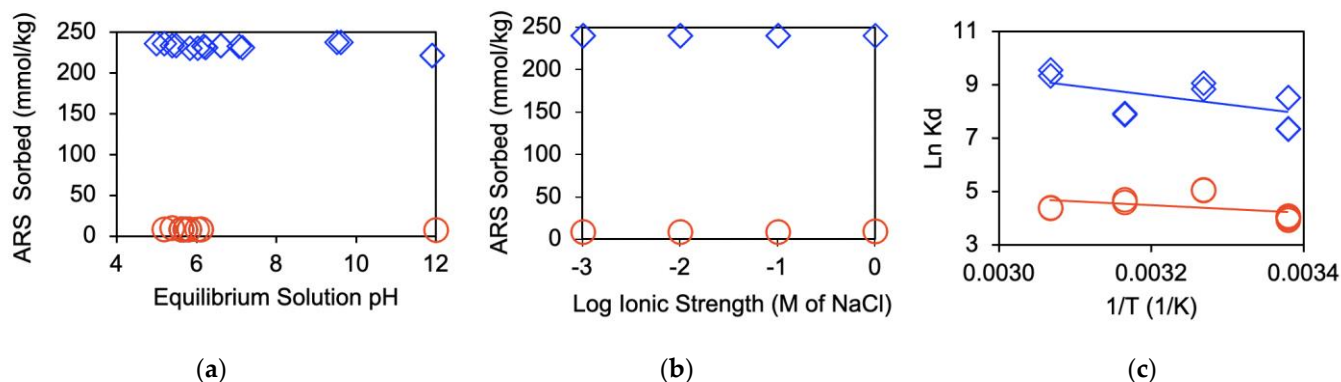 250
200
150
100
50
0
ARS Sorbed (mmol/kg)
4 6 8 10 12
Equilibrium Solution pH
(a)
250
200
150
100
50
0
ARS Sorbed (mmol/kg)
-3 -2 -1 0
Log Ionic Strength (M of NaCl)
(b)
11
9
7
5
3
Ln Kd
0.0030 0.0032 0.0034
1/T (1/K)
(c)